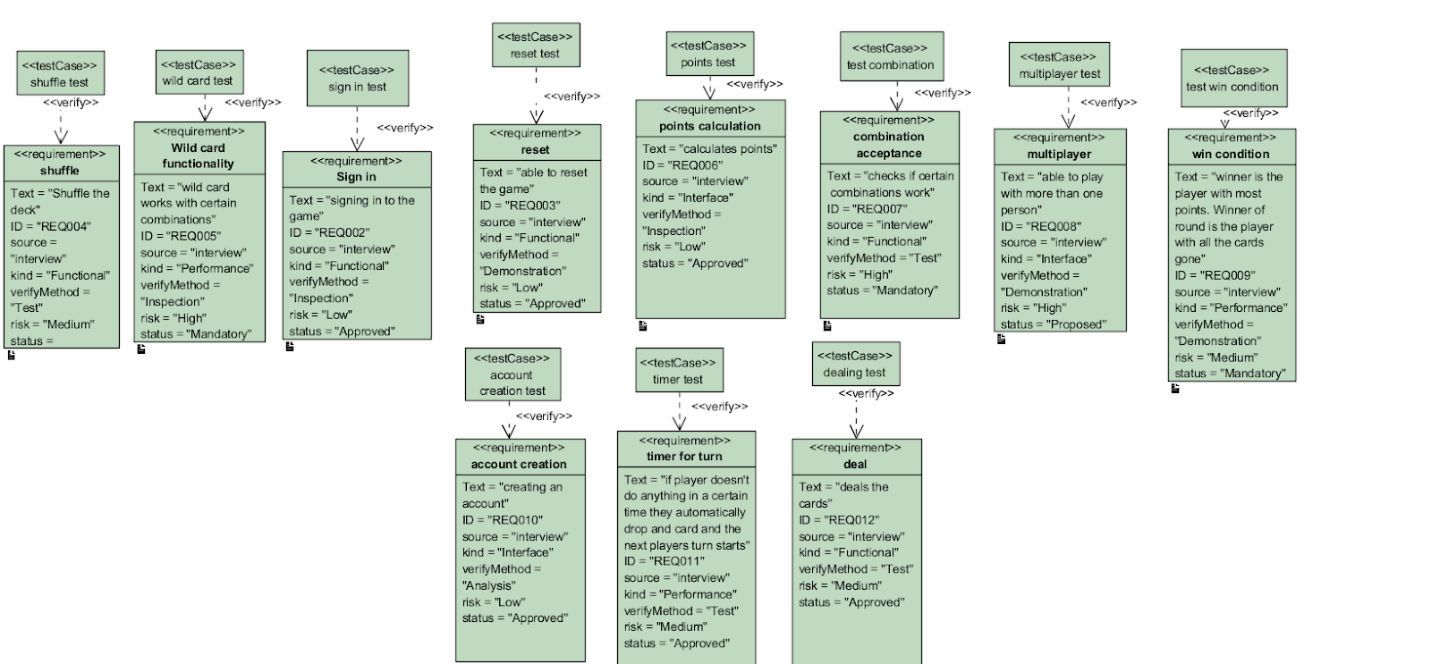 <<testCase>>
shuffle test
<<verify>>
<<requirement>>
shuffle
Text = "Shuffle the
deck"
ID = "REQ004"
source =
"interview"
kind = "Functional"
verifyMethod =
"Test"
risk = "Medium"
status =
<<testCase>>
wild card test
<<verify>>
<<requirement>>
Wild card
functionality
Text = "wild card
works with certain
combinations"
ID = "REQ005"
source = "interview"
kind = "Performance"
verifyMethod =
"Inspection"
risk = "High"
status = "Mandatory"
<<testCase>>
sign in test
<<verify>>
<<requirement>>
Sign in
Text = "signing in to the
game"
ID = "REQ002"
source = "interview"
kind = "Functional"
verifyMethod =
"Inspection"
risk = "Low"
status = "Approved"
<<testCase>>
reset test
<<verify>>
<<requirement>>
reset
Text = "able to reset
the game"
ID = "REQ003"
source = "interview"
kind = "Functional"
verifyMethod =
"Demonstration"
risk = "Low"
status = "Approved"
<<testCase>>
points test
<<verify>>
<<requirement>>
points calculation
Text = "calculates points"
ID = "REQ006"
source = "interview"
kind = "Interface"
verifyMethod =
"Inspection"
risk = "Low"
status = "Approved"
<<testCase>>
test combination
<<verify>>
<<requirement>>
combination
acceptance
Text = "checks if certain
combinations work"
ID = "REQ007"
source = "interview"
kind = "Functional"
verifyMethod = "Test"
risk = "High"
status = "Mandatory"
<<testCase>>
multiplayer test
<<verify>>
<<requirement>>
multiplayer
Text = "able to play
with more than one
person"
ID = "REQ008"
source = "interview"
kind = "Interface"
verifyMethod =
"Demonstration"
risk = "High"
status = "Proposed"
<<testCase>>
test win condition
<<verify>>
<<requirement>>
win condition
Text = "winner is the
player with most
points. Winner of
round is the player
with all the cards
gone"
ID = "REQ009"
source = "interview"
kind = "Performance"
verifyMethod =
"Demonstration"
risk = "Medium"
status = "Mandatory"
<<testCase>>
account
creation test
<<verify>>
<<requirement>>
account creation
Text = "creating an
account"
ID = "REQ010"
source = "interview"
kind = "Interface"
verifyMethod =
"Analysis"
risk = "Low"
status = "Approved"
<<testCase>>
timer test
<<verify>>
<<requirement>>
timer for turn
Text = "if player doesn't
do anything in a certain
time they automatically
drop and card and the
next players turn starts"
ID = "REQ011"
source = "interview"
kind = "Performance"
verifyMethod = "Test"
risk = "Medium"
status = "Approved"
<<testCase>>
dealing test
<<verify>>
<<requirement>>
deal
Text = "deals the
cards"
ID = "REQ012"
source = "interview"
kind = "Functional"
verifyMethod = "Test"
risk = "Medium"
status = "Approved"